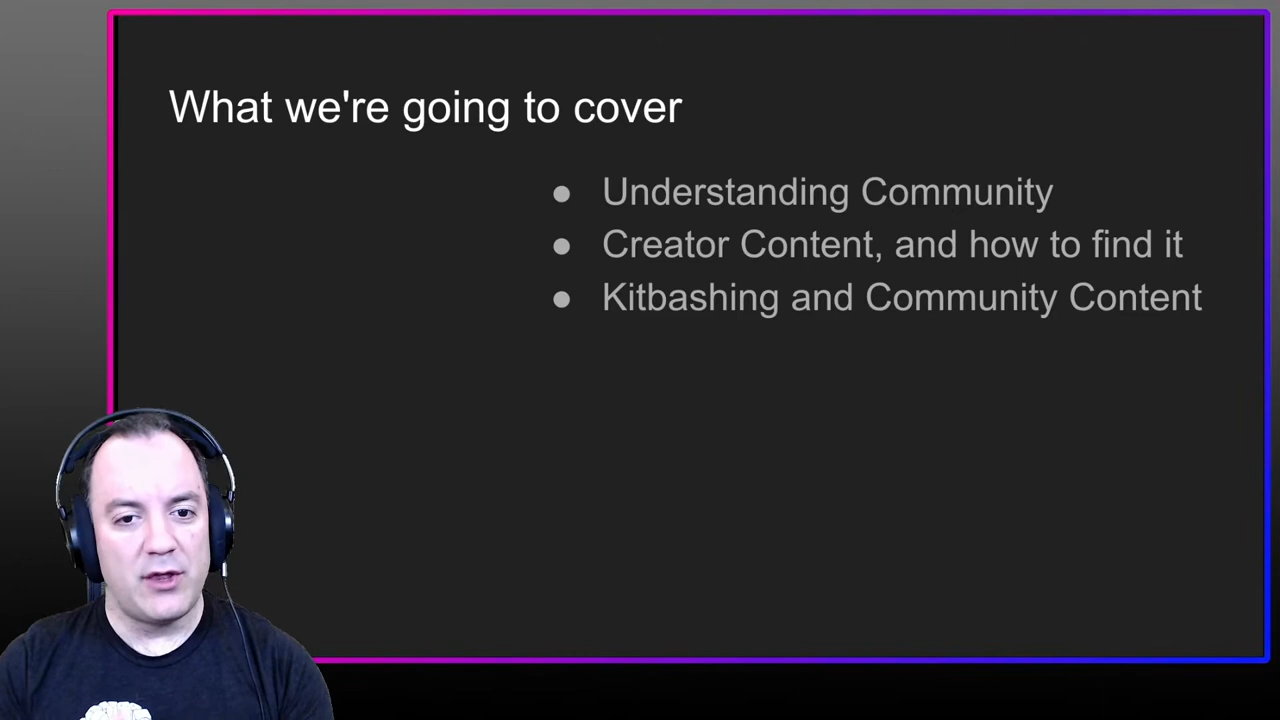 What we're going to cover
● Understanding Community
● Creator Content, and how to find it
● Kitbashing and Community Content